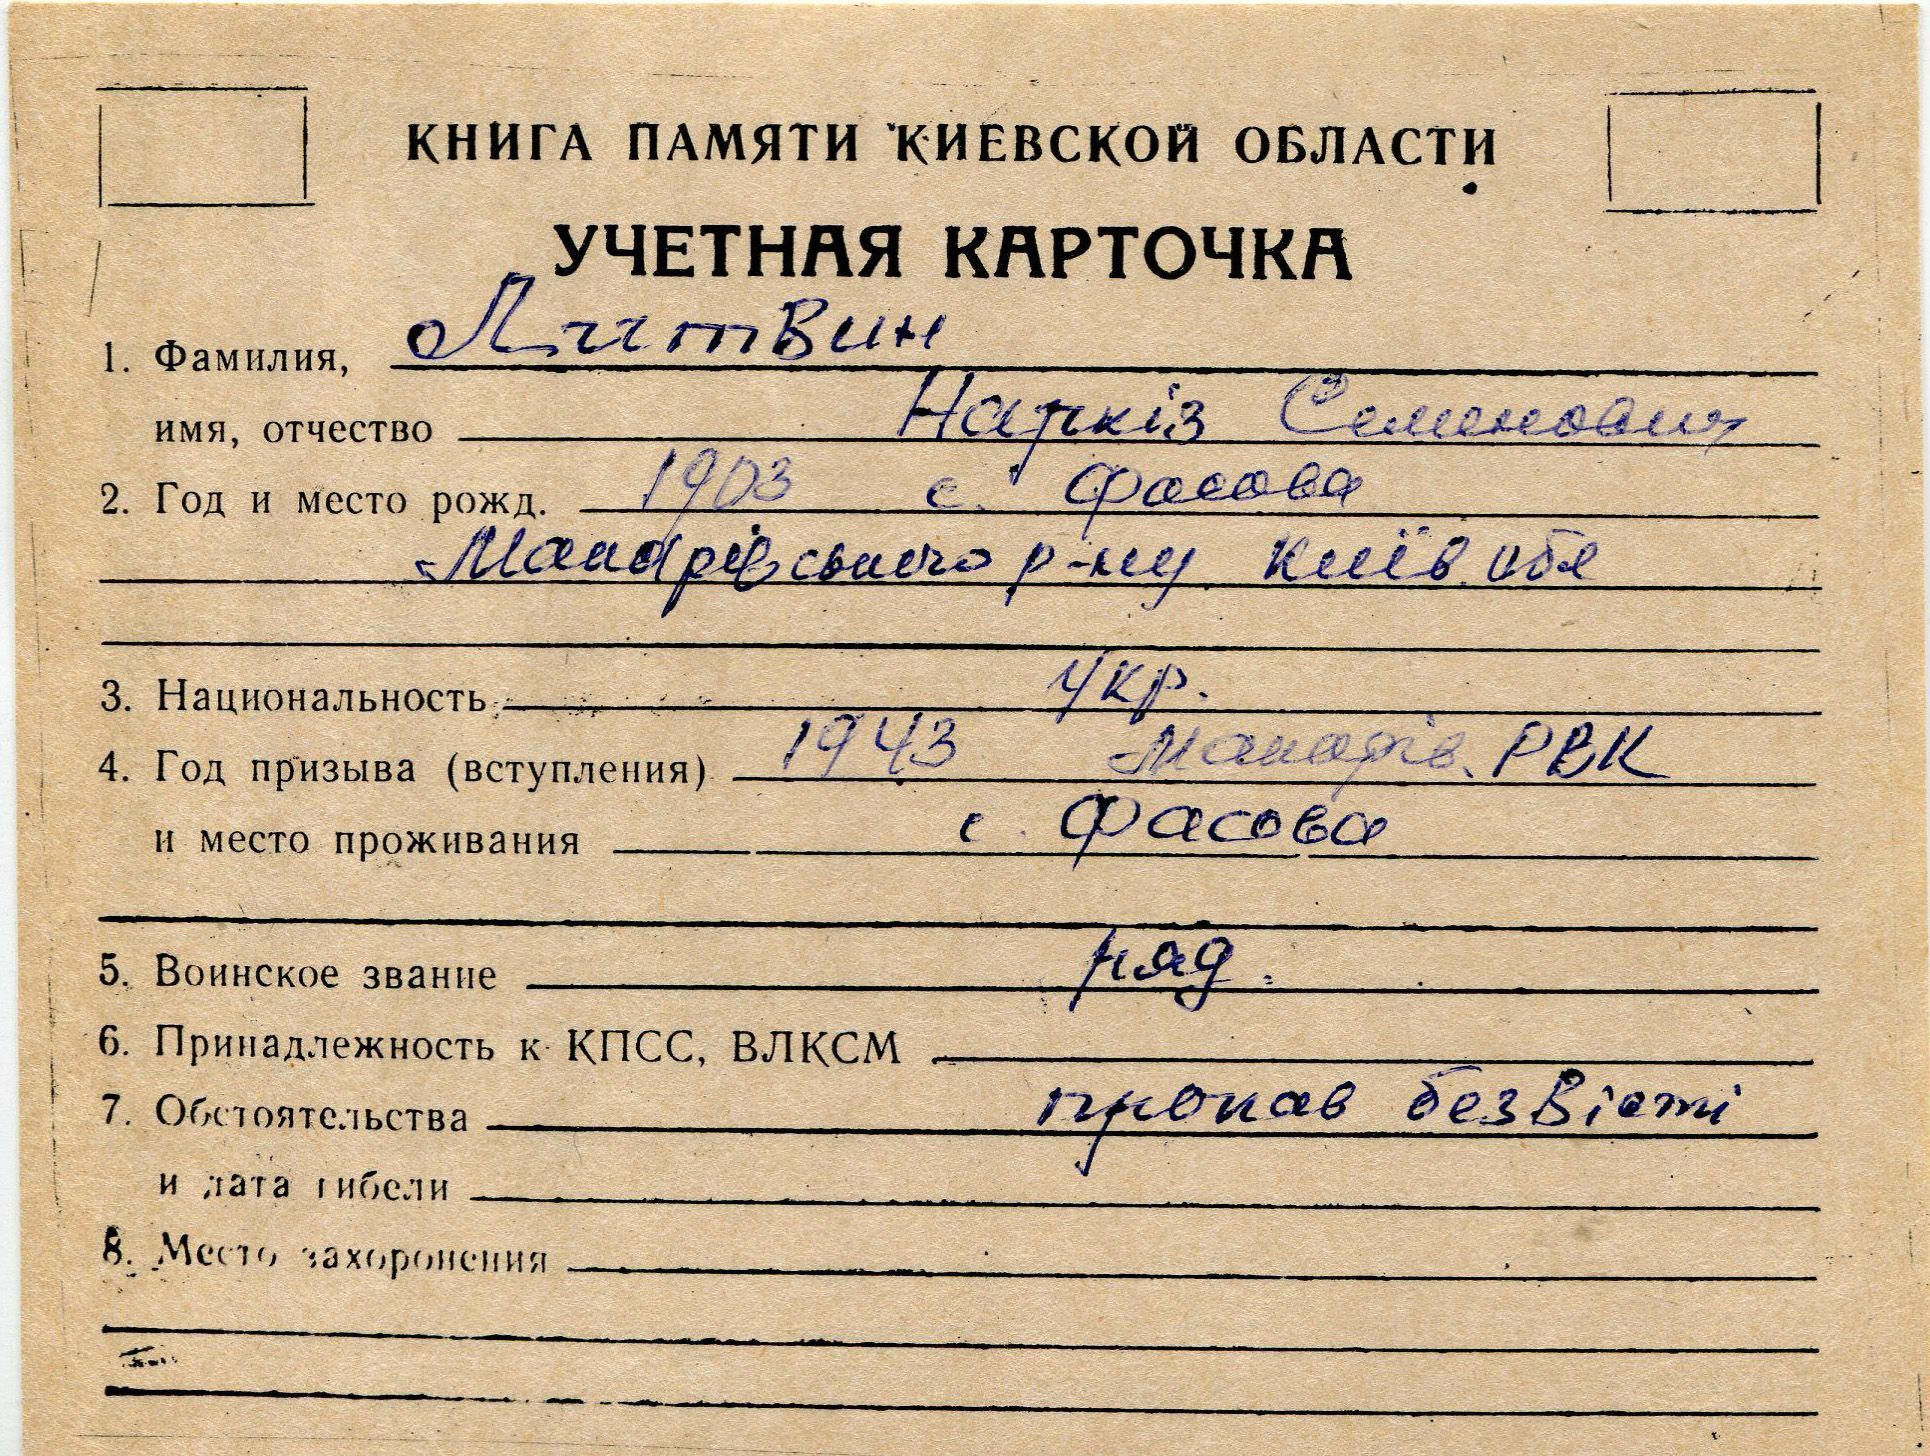 КНИГА ПАМЯТИ КИЕВСКОЙ ОБЛАСТИ
УЧЕТНАЯ КАРТОЧКА
1. Фамилия, Литвин
имя, отчество Наркіз Семенович
2. Год и место рожд. 1903 с. Фасова
Макарівського р-ну Київ. обл
3. Национальность Укр.
4. Год призыва (вступления) 1943 Макарів. РВК
и место проживания с. Фасова
5. Воинское звание ряд.
6. Принадлежность к КПСС, ВЛКСМ
7. Обстоятельства пропав безвісті
и дата гибели
8. Место захоронения